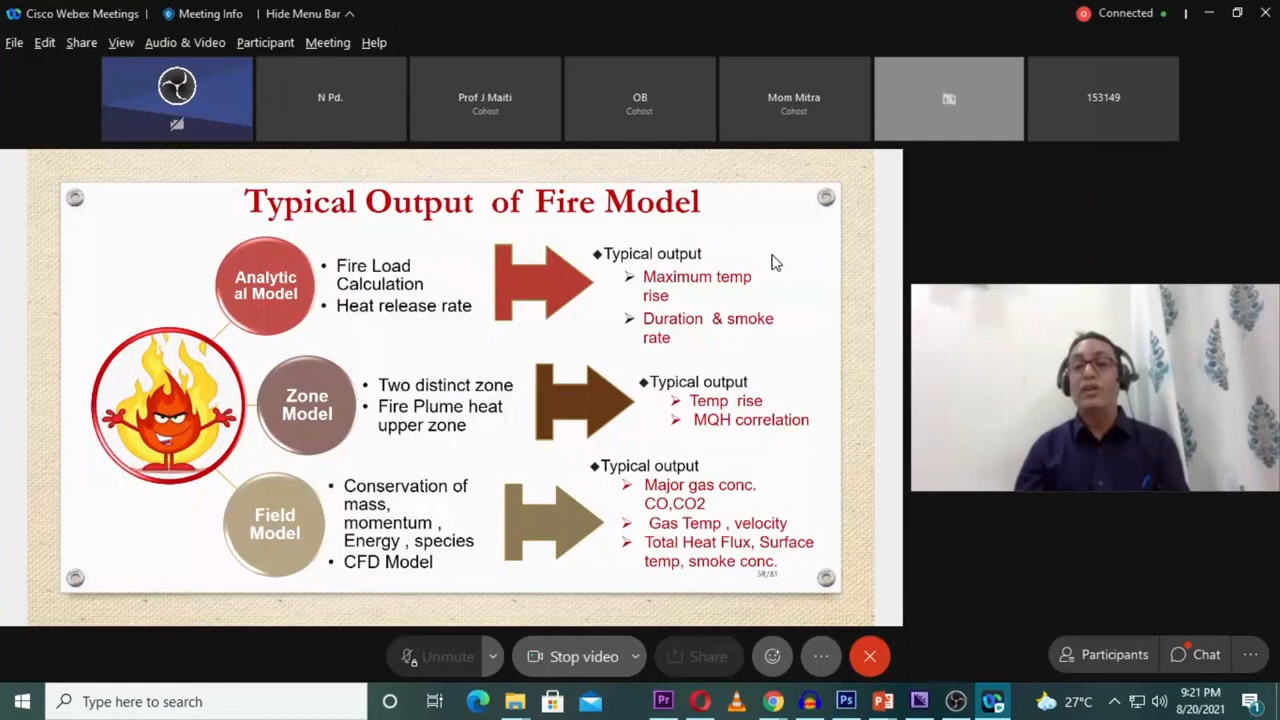 Cisco Webex Meetings
Meeting Info
Hide Menu Bar
Connected
File Edit Share View Audio & Video Participant Meeting Help
N Pd.
Prof J Maiti
Cohost
OB
Cohost
Mom Mitra
Cohost
153149
Typical Output of Fire Model
Analytic
al Model
• Fire Load
Calculation
• Heat release rate
◆Typical output
➢ Maximum temp
rise
➢ Duration & smoke
rate
Zone
Model
• Two distinct zone
• Fire Plume heat
upper zone
◆Typical output
➢ Temp rise
➢ MQH correlation
Field
Model
• Conservation of
mass,
momentum ,
Energy , species
• CFD Model
◆Typical output
➢ Major gas conc.
CO,CO2
➢ Gas Temp , velocity
➢ Total Heat Flux, Surface
temp, smoke conc.
Unmute
Stop video
Share
Participants
Chat
Type here to search
27°C
9:21 PM
8/20/2021